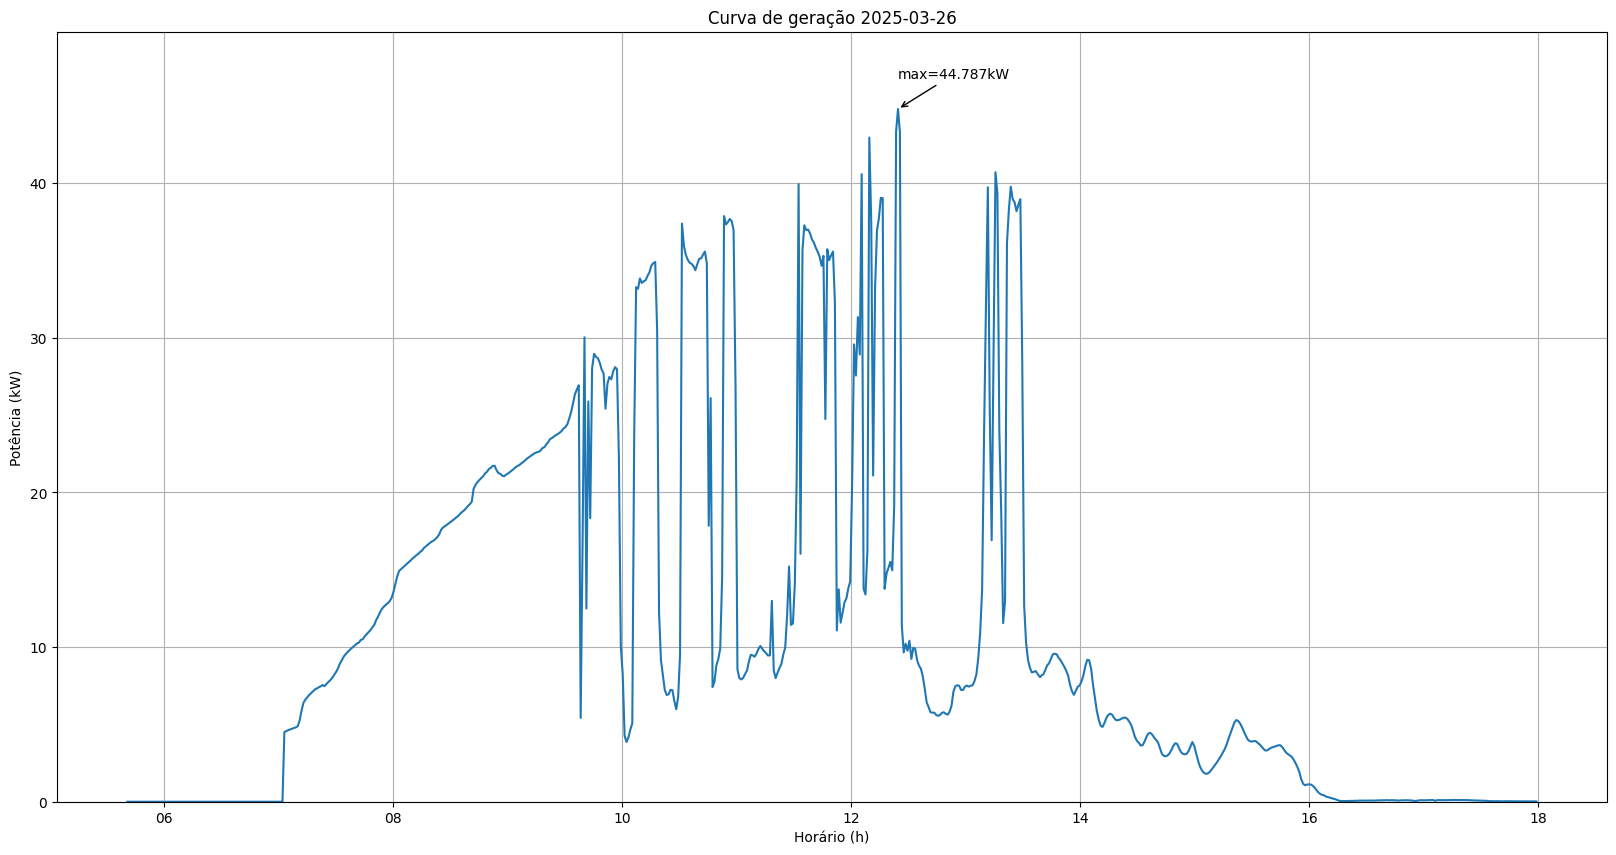 Curva de geração 2025-03-26
max=44.787kW
Potência (kW)
40
30
20
10
0
06 08 10 12 14 16 18
Horário (h)